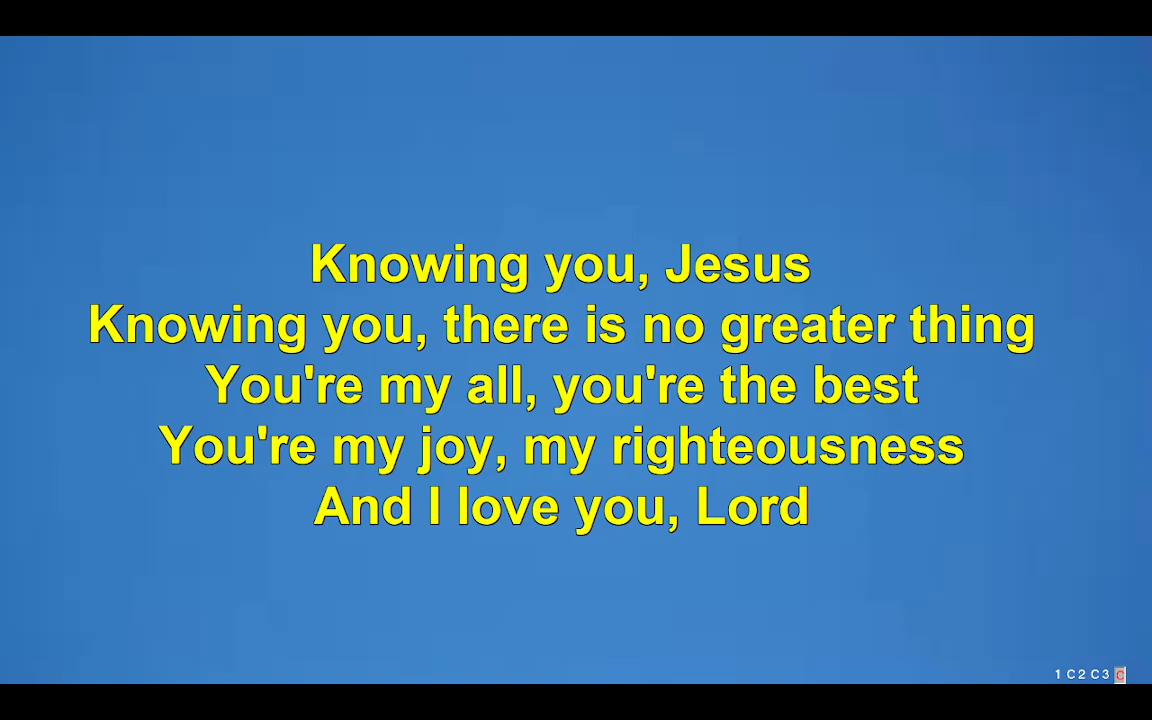 Knowing you, Jesus
Knowing you, there is no greater thing
You're my all, you're the best
You're my joy, my righteousness
And I love you, Lord
1 C2 C3 C